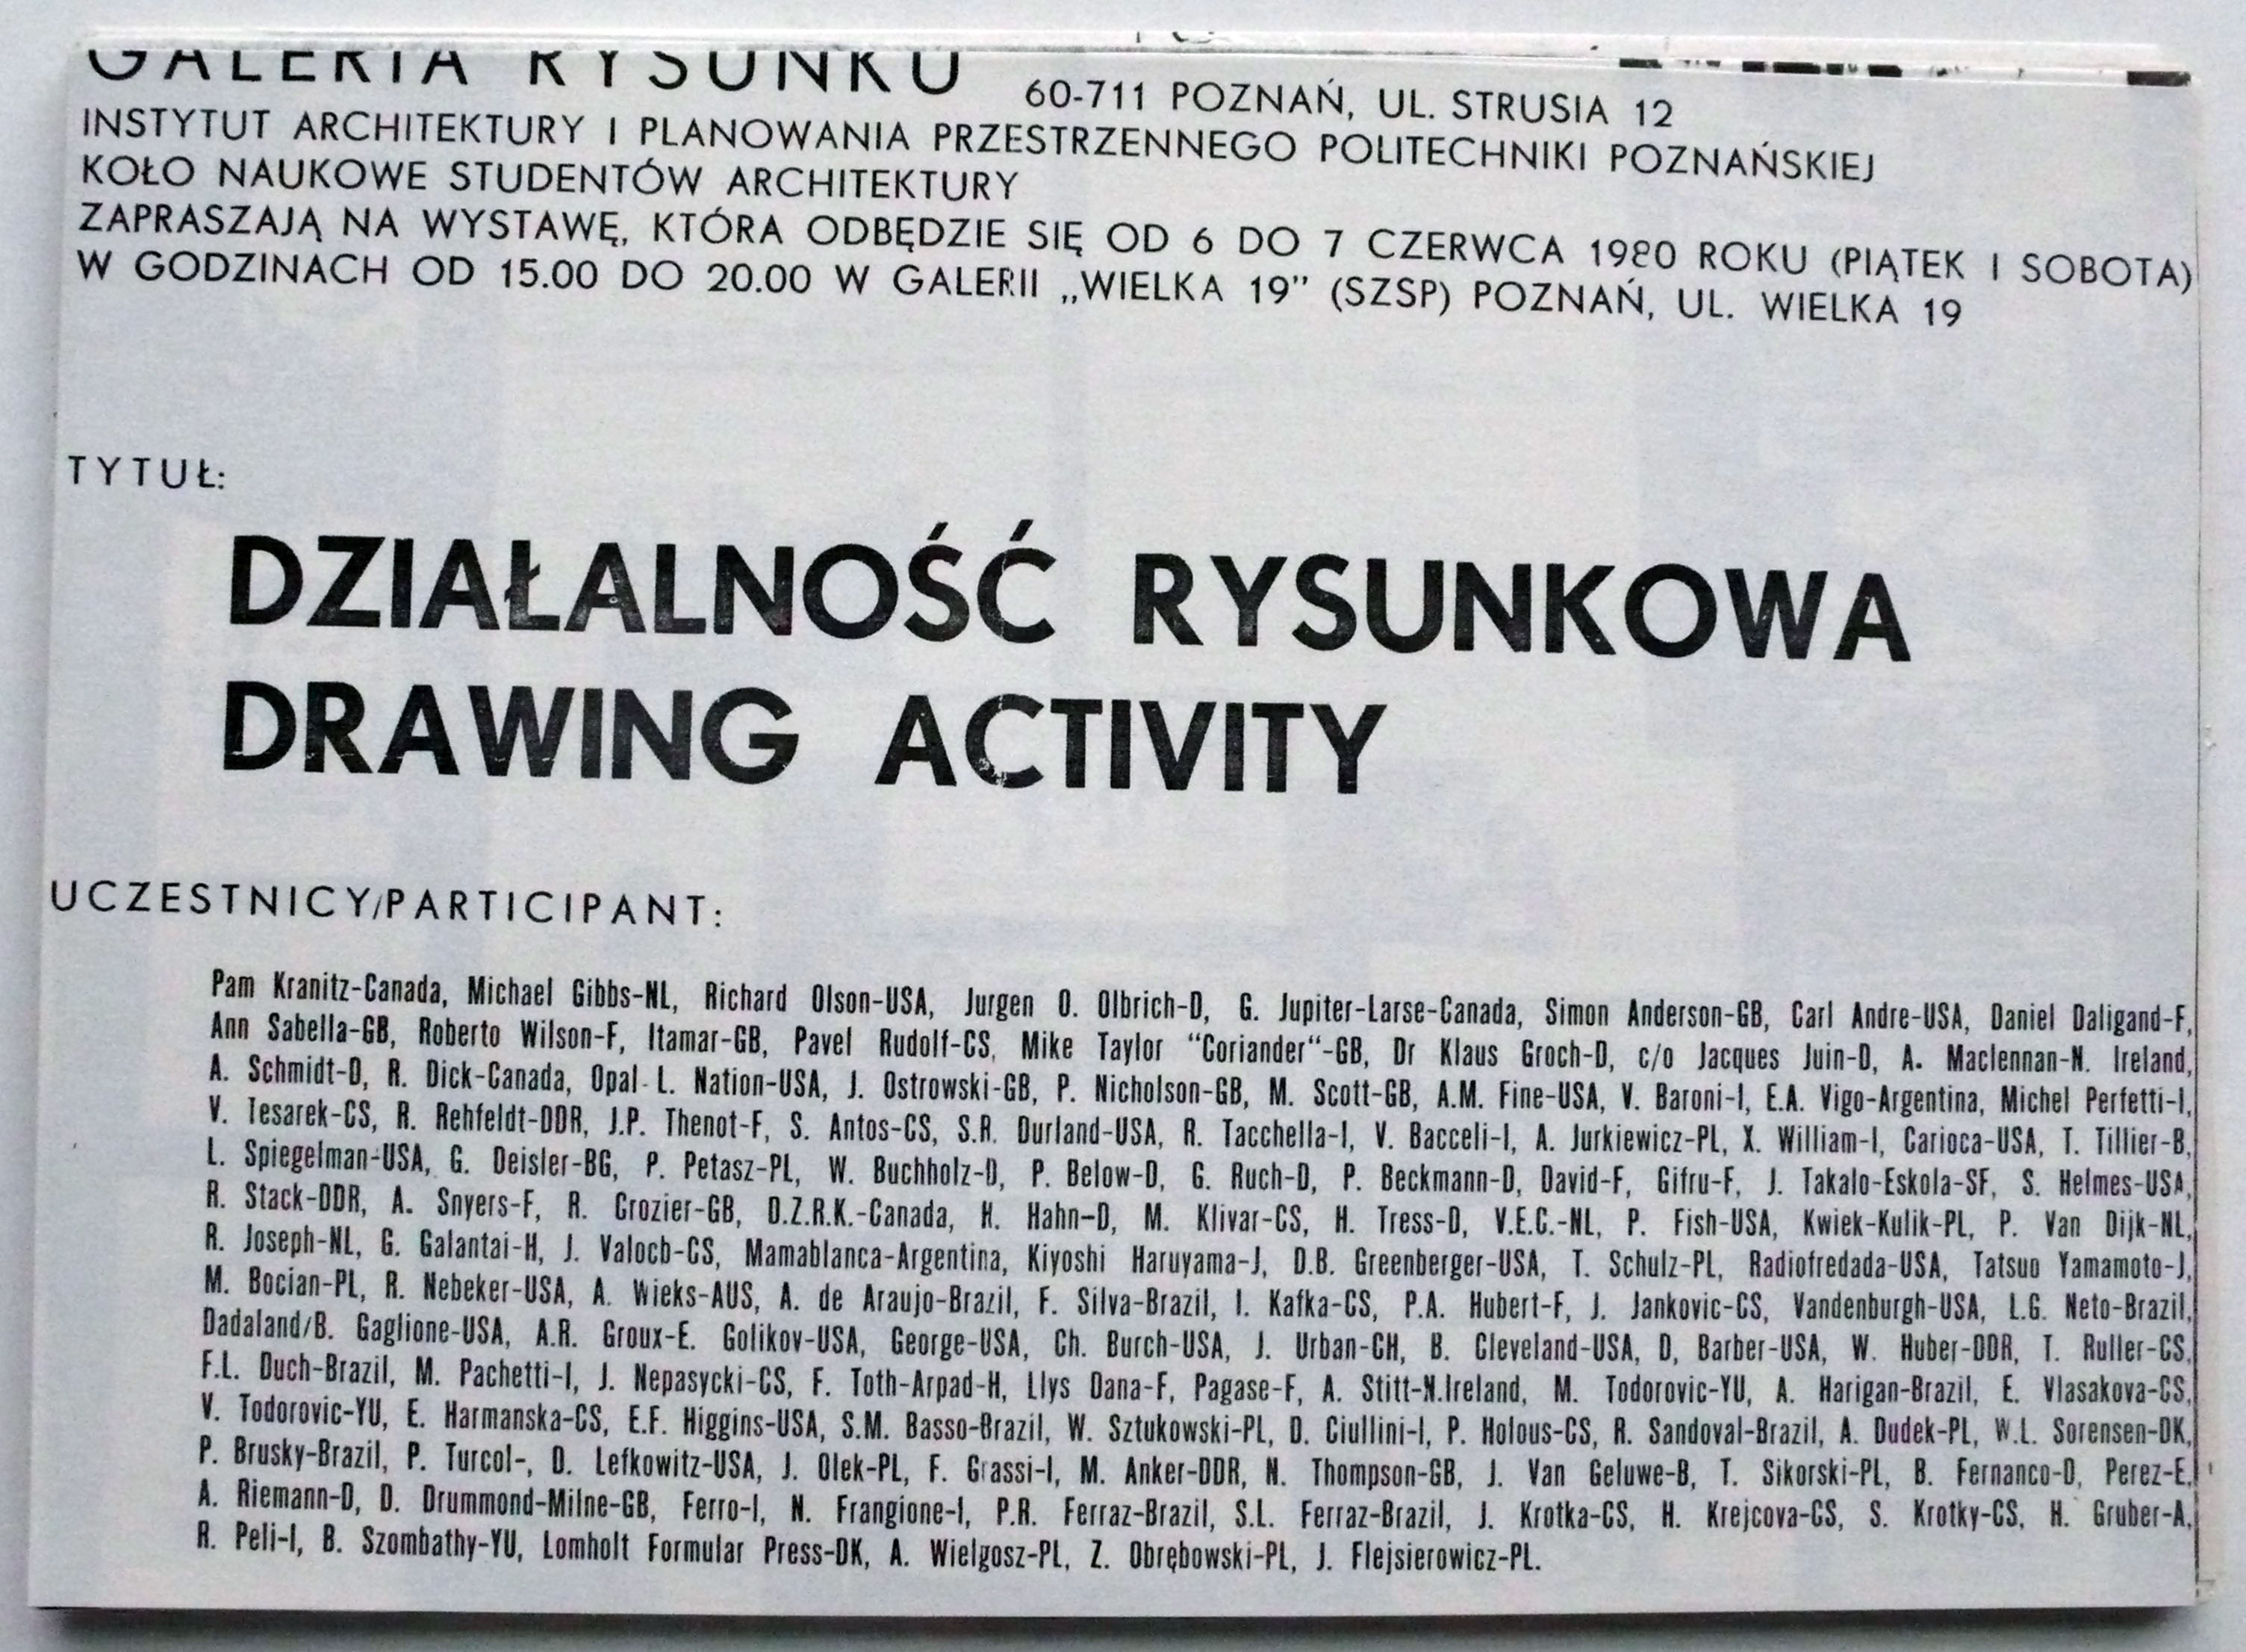 GALERIA RYSUNKU 60-711 POZNAŃ, UL. STRUSIA 12
INSTYTUT ARCHITEKTURY I PLANOWANIA PRZESTRZENNEGO POLITECHNIKI POZNAŃSKIEJ
KOŁO NAUKOWE STUDENTÓW ARCHITEKTURY
ZAPRASZAJĄ NA WYSTAWĘ, KTÓRA ODBĘDZIE SIĘ OD 6 DO 7 CZERWCA 1980 ROKU (PIĄTEK I SOBOTA)
W GODZINACH OD 15.00 DO 20.00 W GALERII „WIELKA 19” (SZSP) POZNAŃ, UL. WIELKA 19
TYTUŁ:
DZIAŁALNOŚĆ RYSUNKOWA
DRAWING ACTIVITY
UCZESTNICY/PARTICIPANT:
Pam Kranitz-Canada, Michael Gibbs-NL, Richard Olson-USA, Jurgen O. Olbrich-D, G. Jupiter-Larse-Canada, Simon Anderson-GB, Carl Andre-USA, Daniel Daligand-F,
Ann Sabella-GB, Roberto Wilson-F, Itamar-GB, Pavel Rudolf-CS, Mike Taylor “Coriander“-GB, Dr Klaus Groch-D, c/o Jacques Juin-D, A. Maclennan-N. Ireland,
A. Schmidt-D, R. Dick-Canada, Opal-L. Nation-USA, J. Ostrowski-GB, P. Nicholson-GB, M. Scott-GB, A.M. Fine-USA, V. Baroni-I, E.A. Vigo-Argentina, Michel Perfetti-I,
V. Tesarek-CS, R. Rehfeldt-DDR, J.P. Thenot-F, S. Antos-CS, S.R. Durland-USA, R. Tacchella-I, V. Bacceli-I, A. Jurkiewicz-PL, X. William-I, Carioca-USA, T. Tillier-B,
L. Spiegelman-USA, G. Deisler-BG, P. Petasz-PL, W. Buchholz-D, P. Below-D, G. Ruch-D, P. Beckmann-D, David-F, Gifru-F, J. Takalo-Eskola-SF, S. Helmes-USA,
R. Stack-DDR, A. Snyers-F, R. Crozier-GB, D.Z.R.K.-Canada, H. Hahn-D, M. Klivar-CS, H. Tress-D, V.E.C.-NL, P. Fish-USA, Kwiek-Kulik-PL, P. Van Dijk-NL,
R. Joseph-NL, G. Galantai-H, J. Valoch-CS, Mamablanca-Argentina, Kiyoshi Haruyama-J, D.B. Greenberger-USA, T. Schulz-PL, Radiofredada-USA, Tatsuo Yamamoto-J,
M. Bocian-PL, R. Nebeker-USA, A. Wieks-AUS, A. de Araujo-Brazil, F. Silva-Brazil, I. Kafka-CS, P.A. Hubert-F, J. Jankovic-CS, Vandenburgh-USA, L.G. Neto-Brazil,
Dadaland/B. Gaglione-USA, A.R. Groux-E. Golikov-USA, George-USA, Ch. Burch-USA, J. Urban-CH, B. Cleveland-USA, D, Barber-USA, W. Huber-DDR, T. Ruller-CS,
F.L. Duch-Brazil, M. Pachetti-I, J. Nepasycki-CS, F. Toth-Arpad-H, Llys Dana-F, Pagase-F, A. Stitt-N.Ireland, M. Todorovic-YU, A. Harigan-Brazil, E. Vlasakova-CS,
V. Todorovic-YU, E. Harmanska-CS, E.F. Higgins-USA, S.M. Basso-Brazil, W. Sztukowski-PL, D. Ciullini-I, P. Holous-CS, R. Sandoval-Brazil, A. Dudek-PL, W.L. Sorensen-DK,
P. Brusky-Brazil, P. Turcol-, D. Lefkowitz-USA, J. Olek-PL, F. Grassi-I, M. Anker-DDR, N. Thompson-GB, J. Van Geluwe-B, T. Sikorski-PL, B. Fernanco-D, Perez-E,
A. Riemann-D, D. Drummond-Milne-GB, Ferro-I, N. Frangione-I, P.R. Ferraz-Brazil, S.L. Ferraz-Brazil, J. Krotka-CS, H. Krejcova-CS, S. Krotky-CS, H. Gruber-A,
R. Peli-I, B. Szombathy-YU, Lomholt Formular Press-DK, A. Wielgosz-PL, Z. Obrębowski-PL, J. Flejsierowicz-PL.